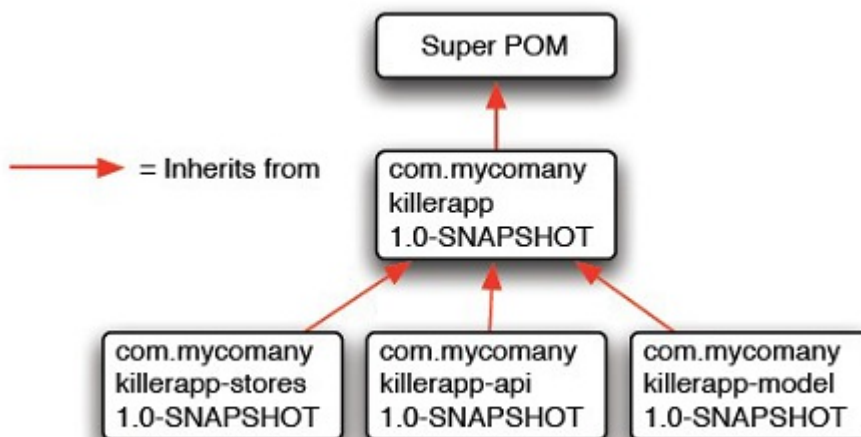 Super POM
= Inherits from
com.mycomany
killerapp
1.0-SNAPSHOT
com.mycomany
killerapp-stores
1.0-SNAPSHOT
com.mycomany
killerapp-api
1.0-SNAPSHOT
com.mycomany
killerapp-model
1.0-SNAPSHOT